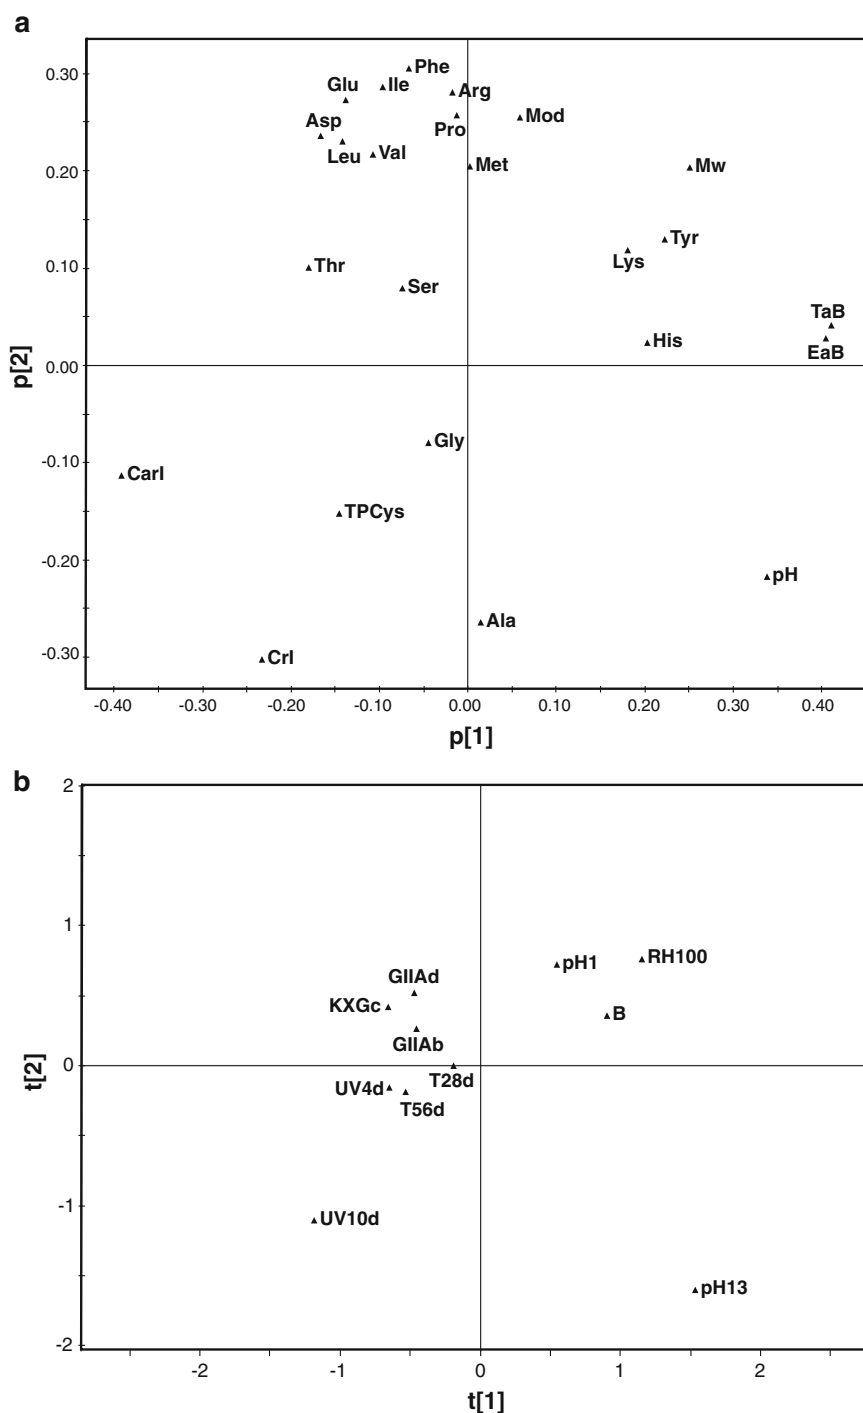 a
0.30
0.20
0.10
0.00
-0.10
-0.20
-0.30
p[2]
Phe
Glu
Ile
Arg
Mod
Asp
Pro
Leu
Val
Met
Mw
Tyr
Lys
Thr
Ser
TaB
His
EaB
Gly
CarI
TPCys
pH
Ala
CrI
-0.40
-0.20
-0.20
-0.10
0.00
0.10
0.20
0.30
0.40
p[1]
b
2
1
0
-1
-2
t[2]
pH1
RH100
GIIAd
KXGc
B
GIIAb
T28d
UV4d
T56d
UV10d
pH13
-2
-1
0
1
2
t[1]